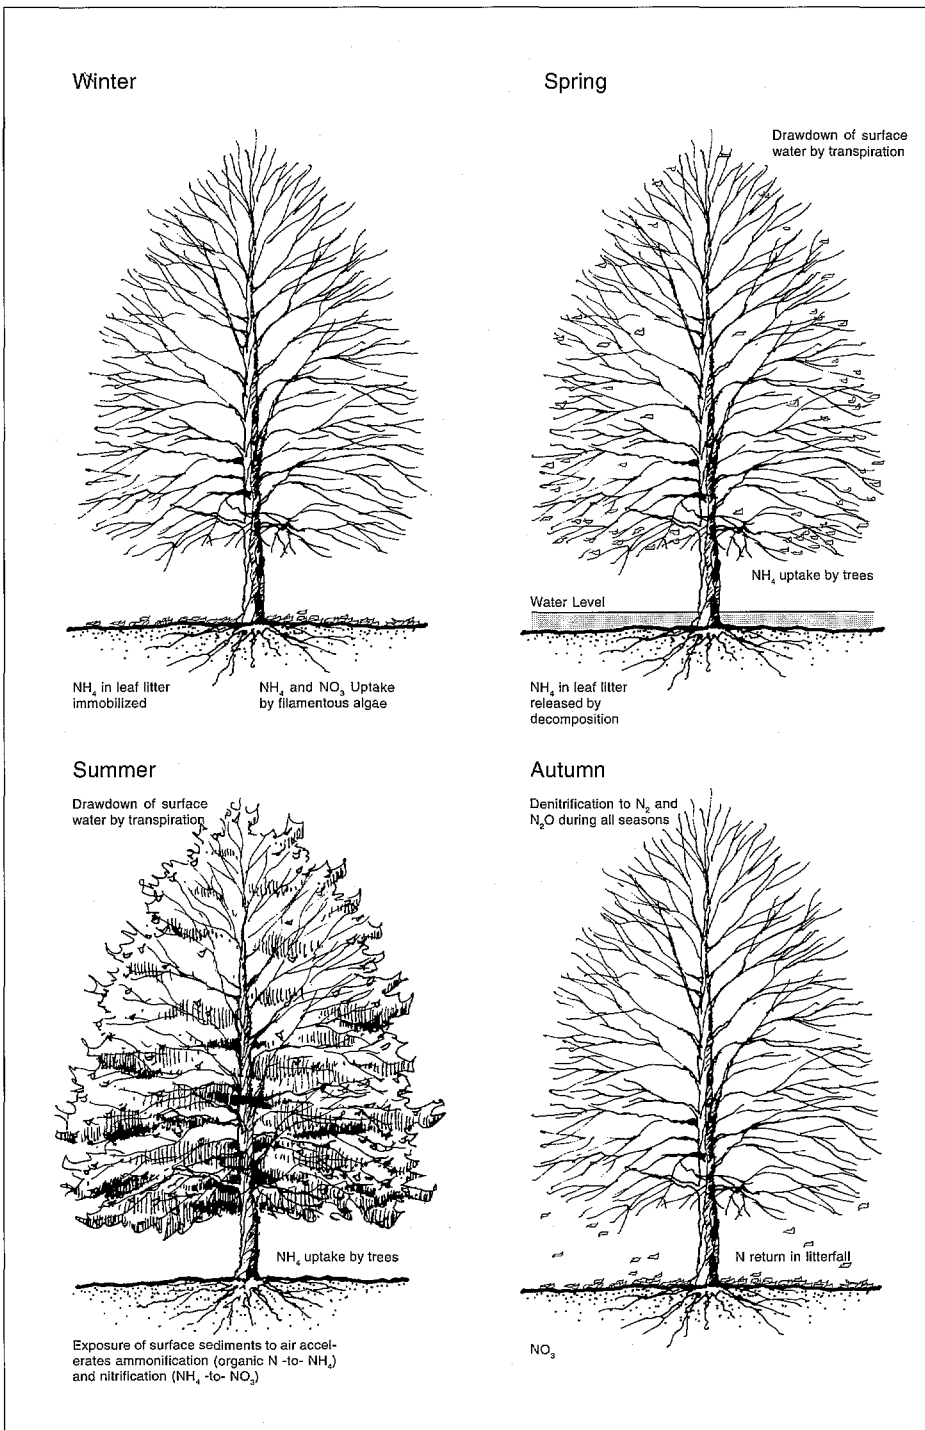 Winter
NH₄ in leaf litter
immobilized
NH₄ and NO₃ Uptake
by filamentous algae
Spring
Drawdown of surface
water by transpiration
NH₄ uptake by trees
Water Level
NH₄ in leaf litter
released by
decomposition
Summer
Drawdown of surface
water by transpiration
NH₄ uptake by trees
Exposure of surface sediments to air accel-
erates ammonification (organic N -to- NH₄)
and nitrification (NH₄ -to- NO₃)
Autumn
Denitrification to N₂ and
N₂O during all seasons
N return in litterfall
NO₃